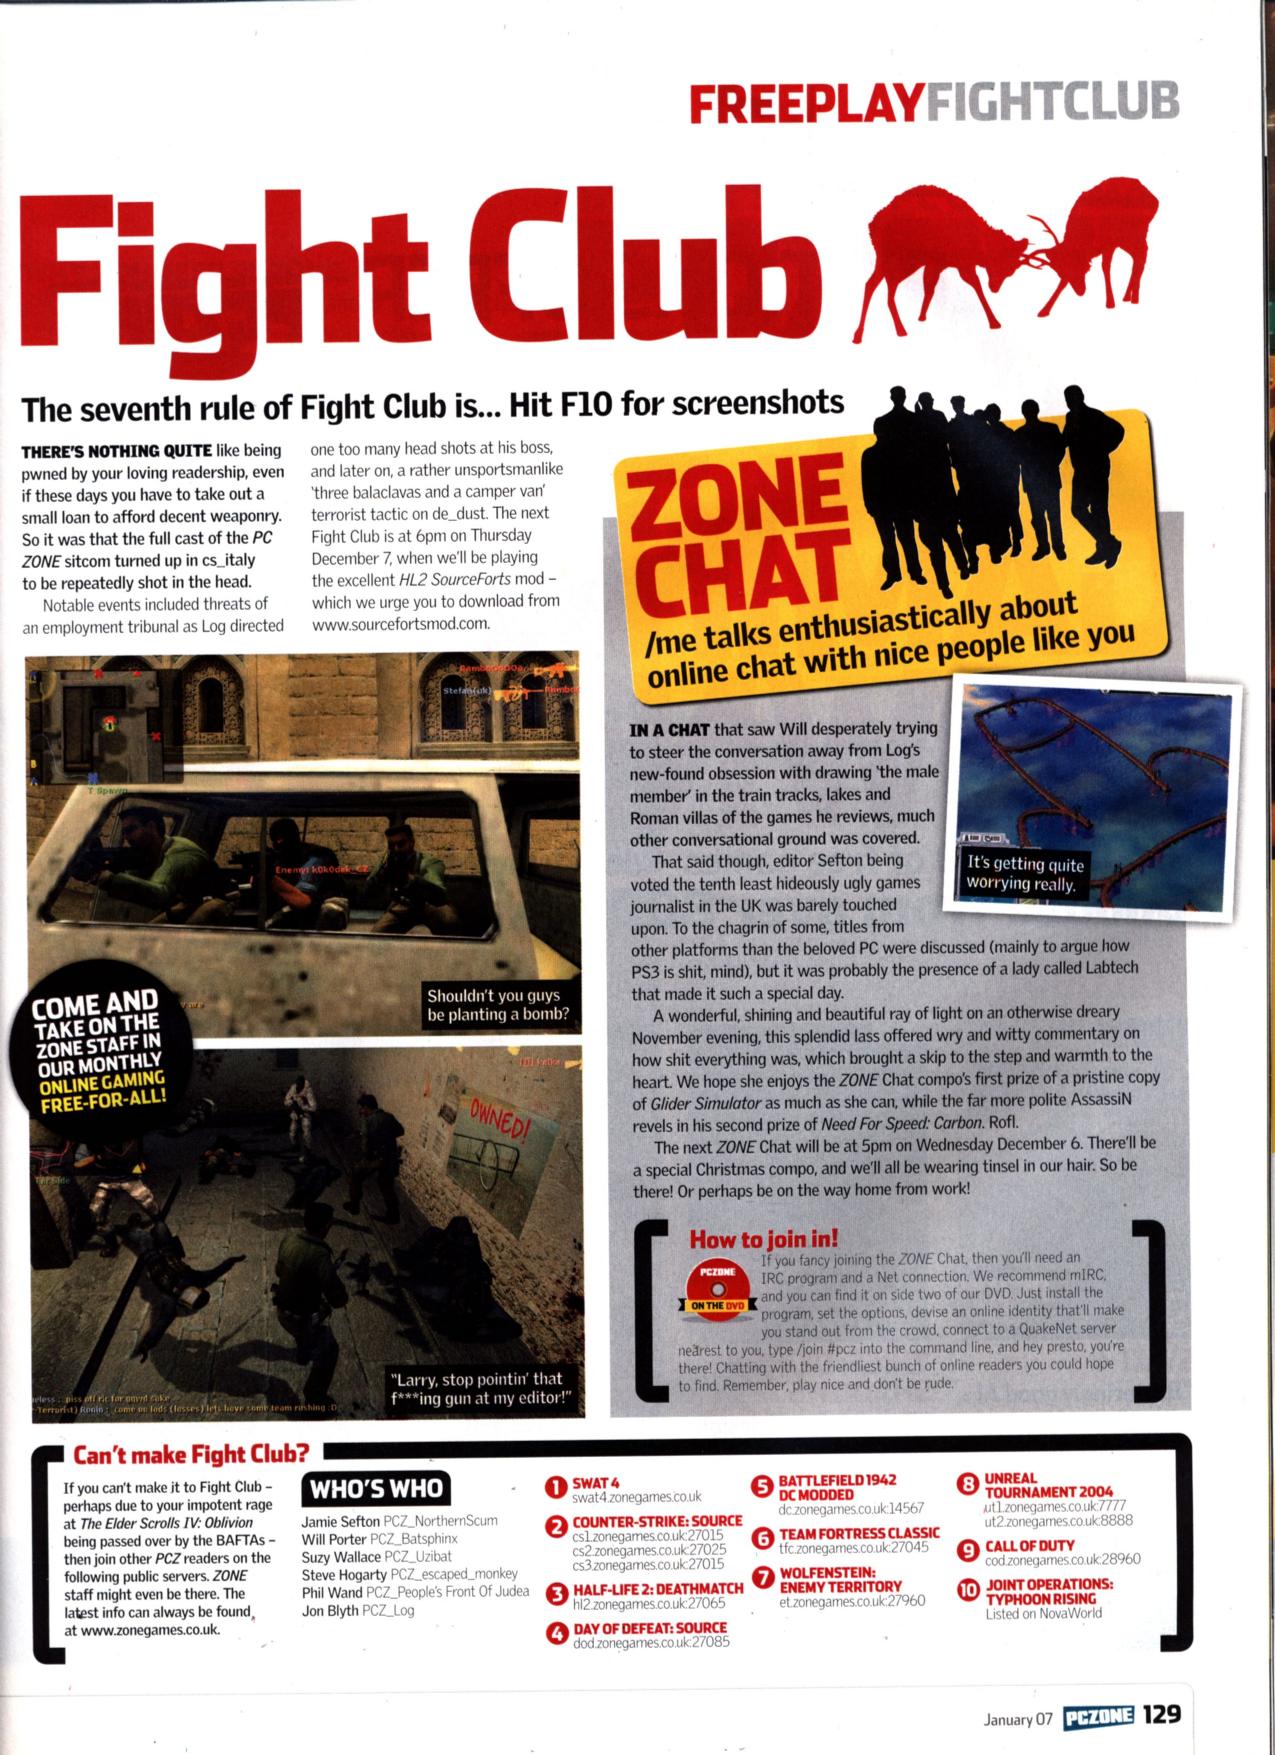 FREEPLAYFIGHTCLUB
Fight Club
The seventh rule of Fight Club is... Hit F10 for screenshots
THERE'S NOTHING QUITE like being
pwned by your loving readership, even
if these days you have to take out a
small loan to afford decent weaponry.
So it was that the full cast of the PC
ZONE sitcom turned up in cs_italy
to be repeatedly shot in the head.
Notable events included threats of
an employment tribunal as Log directed
one too many head shots at his boss,
and later on, a rather unsportsmanlike
'three balaclavas and a camper van'
terrorist tactic on de_dust. The next
Fight Club is at 6pm on Thursday
December 7, when we'll be playing
the excellent HL2 SourceForts mod –
which we urge you to download from
www.sourcefortsmod.com.
Stefan(uk)
T Spawn
Shouldn't you guys
be planting a bomb?
COME AND
TAKE ON THE
ZONE STAFF IN
OUR MONTHLY
ONLINE GAMING
FREE-FOR-ALL!
OWNED!
"Larry, stop pointin' that
f***ing gun at my editor!"
ZONE
CHAT
/me talks enthusiastically about
online chat with nice people like you
IN A CHAT that saw Will desperately trying
to steer the conversation away from Log's
new-found obsession with drawing 'the male
member' in the train tracks, lakes and
Roman villas of the games he reviews, much
other conversational ground was covered.
That said though, editor Sefton being
voted the tenth least hideously ugly games
journalist in the UK was barely touched
upon. To the chagrin of some, titles from
other platforms than the beloved PC were discussed (mainly to argue how
PS3 is shit, mind), but it was probably the presence of a lady called Labtech
that made it such a special day.
A wonderful, shining and beautiful ray of light on an otherwise dreary
November evening, this splendid lass offered wry and witty commentary on
how shit everything was, which brought a skip to the step and warmth to the
heart. We hope she enjoys the ZONE Chat compo's first prize of a pristine copy
of Glider Simulator as much as she can, while the far more polite AssassiN
revels in his second prize of Need For Speed: Carbon. Rofl.
The next ZONE Chat will be at 5pm on Wednesday December 6. There'll be
a special Christmas compo, and we'll all be wearing tinsel in our hair. So be
there! Or perhaps be on the way home from work!
It's getting quite
worrying really.
How to join in!
PCZONE
ON THE DVD
If you fancy joining the ZONE Chat, then you'll need an
IRC program and a Net connection. We recommend mIRC,
and you can find it on side two of our DVD. Just install the
program, set the options, devise an online identity that'll make
you stand out from the crowd, connect to a QuakeNet server
nearest to you, type /join #pcz into the command line, and hey presto, you're
there! Chatting with the friendliest bunch of online readers you could hope
to find. Remember, play nice and don't be rude.
Can't make Fight Club?
If you can't make it to Fight Club –
perhaps due to your impotent rage
at The Elder Scrolls IV: Oblivion
being passed over by the BAFTAs –
then join other PCZ readers on the
following public servers. ZONE
staff might even be there. The
latest info can always be found
at www.zonegames.co.uk.
WHO'S WHO
Jamie Sefton PCZ_NorthernScum
Will Porter PCZ_Batsphinx
Suzy Wallace PCZ_Uzibat
Steve Hogarty PCZ_escaped_monkey
Phil Wand PCZ_People's Front Of Judea
Jon Blyth PCZ_Log
1 SWAT 4
swat4.zonegames.co.uk
2 COUNTER-STRIKE: SOURCE
cs1.zonegames.co.uk:27015
cs2.zonegames.co.uk:27025
cs3.zonegames.co.uk:27015
3 HALF-LIFE 2: DEATHMATCH
hl2.zonegames.co.uk:27065
4 DAY OF DEFEAT: SOURCE
dod.zonegames.co.uk:27085
5 BATTLEFIELD 1942
DC MODDED
dc.zonegames.co.uk:14567
6 TEAM FORTRESS CLASSIC
tfc.zonegames.co.uk:27045
7 WOLFENSTEIN:
ENEMY TERRITORY
et.zonegames.co.uk:27960
8 UNREAL
TOURNAMENT 2004
ut1.zonegames.co.uk:7777
ut2.zonegames.co.uk:8888
9 CALL OF DUTY
cod.zonegames.co.uk:28960
10 JOINT OPERATIONS:
TYPHOON RISING
Listed on NovaWorld
January 07 PCZONE 129